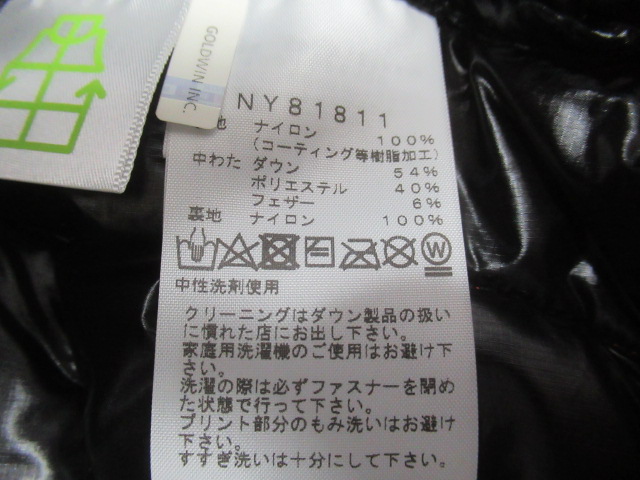 GOLDWIN INC.
NY81811
地 ナイロン 100%
(コーティング等樹脂加工)
中わた ダウン 54%
ポリエステル 40%
フェザー 6%
裏地 ナイロン 100%
W
中性洗剤使用
クリーニングはダウン製品の扱い
に慣れた店にお出し下さい。
家庭用洗濯機のご使用はお避け下
さい。
洗濯の際は必ずファスナーを閉め
た状態で行って下さい。
プリント部分のもみ洗いはお避け
下さい。
すすぎ洗いは十分にして下さい。